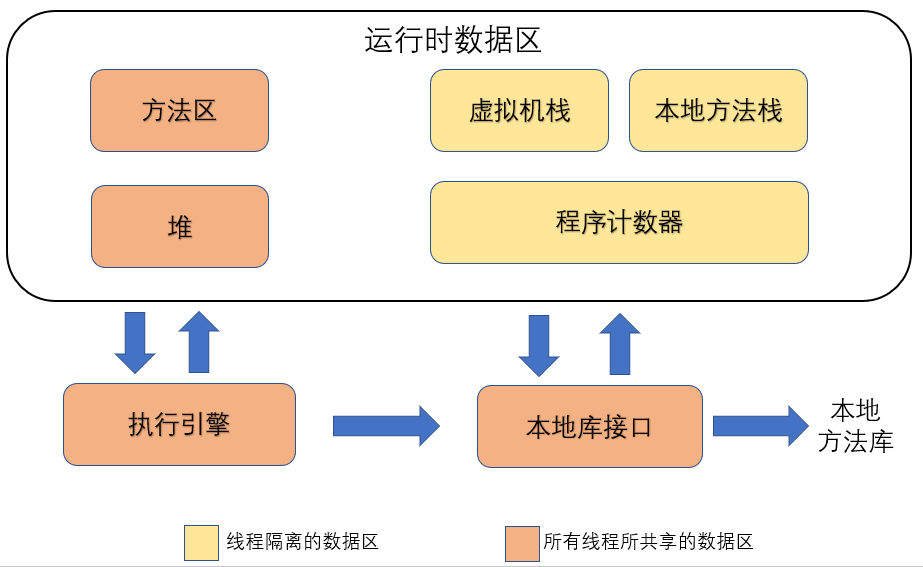 运行时数据区
方法区
虚拟机栈
本地方法栈
堆
程序计数器
执行引擎
本地库接口
本地
方法库
线程隔离的数据区
所有线程所共享的数据区